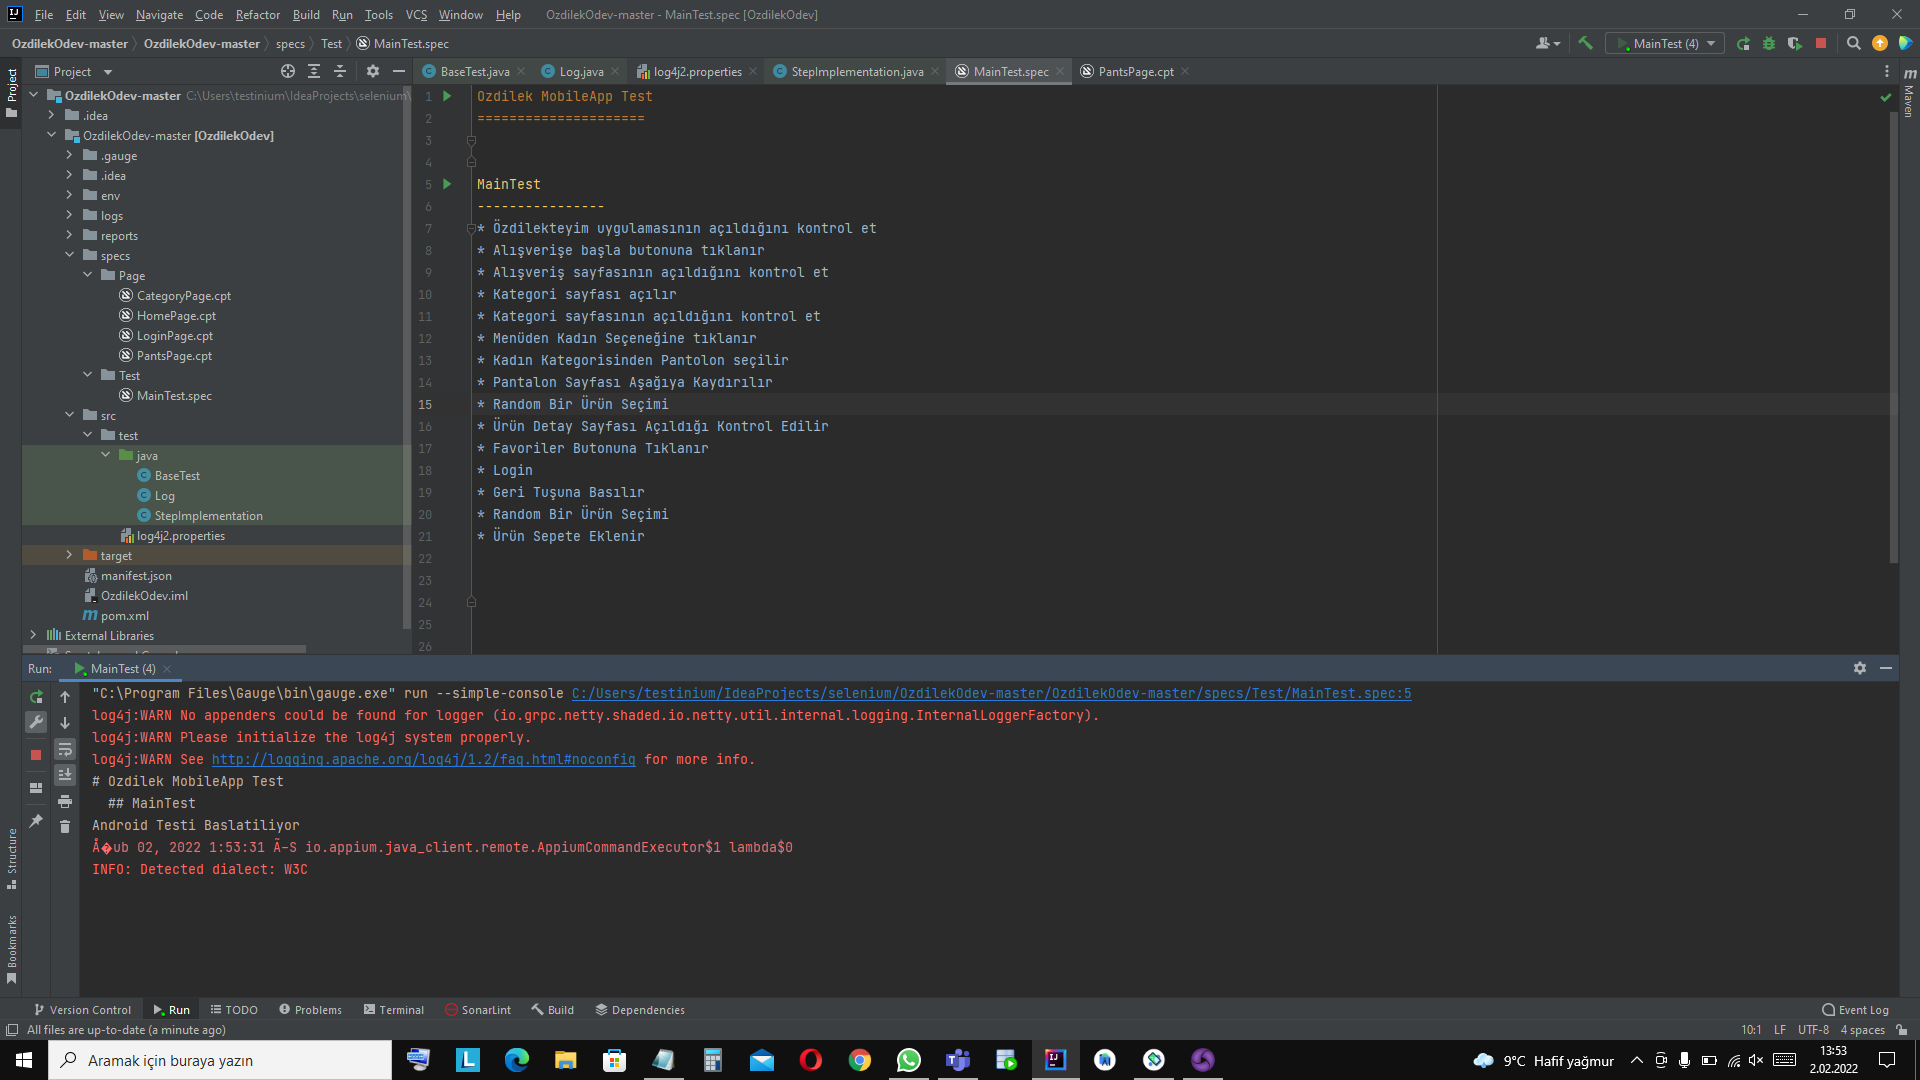 File Edit View Navigate Code Refactor Build Run Tools VCS Window Help OzdilekOdev-master - MainTest.spec [OzdilekOdev]
OzdilekOdev-master OzdilekOdev-master specs Test MainTest.spec
MainTest (4)
Project
BaseTest.java Log.java log4j2.properties StepImplementation.java MainTest.spec PantsPage.cpt
Project
Maven
OzdilekOdev-master C:\Users\testinium\IdeaProjects\selenium\
.idea
OzdilekOdev-master [OzdilekOdev]
.gauge
.idea
env
logs
reports
specs
Page
CategoryPage.cpt
HomePage.cpt
LoginPage.cpt
PantsPage.cpt
Test
MainTest.spec
src
test
java
BaseTest
Log
StepImplementation
log4j2.properties
target
manifest.json
OzdilekOdev.iml
pom.xml
External Libraries
1 Ozdilek MobileApp Test
2 =====================
3
4
5 MainTest
6 ----------------
7 * Özdilekteyim uygulamasının açıldığını kontrol et
8 * Alışverişe başla butonuna tıklanır
9 * Alışveriş sayfasının açıldığını kontrol et
10 * Kategori sayfası açılır
11 * Kategori sayfasının açıldığını kontrol et
12 * Menüden Kadın Seçeneğine tıklanır
13 * Kadın Kategorisinden Pantolon seçilir
14 * Pantalon Sayfası Aşağıya Kaydırılır
15 * Random Bir Ürün Seçimi
16 * Ürün Detay Sayfası Açıldığı Kontrol Edilir
17 * Favoriler Butonuna Tıklanır
18 * Login
19 * Geri Tuşuna Basılır
20 * Random Bir Ürün Seçimi
21 * Ürün Sepete Eklenir
22
23
24
25
26
Run: MainTest (4)
"C:\Program Files\Gauge\bin\gauge.exe" run --simple-console C:/Users/testinium/IdeaProjects/selenium/OzdilekOdev-master/OzdilekOdev-master/specs/Test/MainTest.spec:5
log4j:WARN No appenders could be found for logger (io.grpc.netty.shaded.io.netty.util.internal.logging.InternalLoggerFactory).
log4j:WARN Please initialize the log4j system properly.
log4j:WARN See http://logging.apache.org/log4j/1.2/faq.html#noconfig for more info.
# Ozdilek MobileApp Test
## MainTest
Android Testi Baslatiliyor
Å�ub 02, 2022 1:53:31 Ã–S io.appium.java_client.remote.AppiumCommandExecutor$1 lambda$0
INFO: Detected dialect: W3C
Structure
Bookmarks
Version Control Run TODO Problems Terminal SonarLint Build Dependencies Event Log
All files are up-to-date (a minute ago) 10:1 LF UTF-8 4 spaces
Aramak için buraya yazın
9°C Hafif yağmur
13:53
2.02.2022